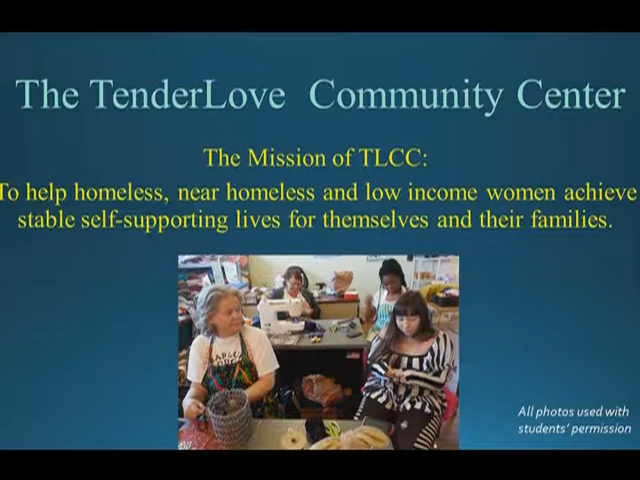 The TenderLove Community Center
The Mission of TLCC:
To help homeless, near homeless and low income women achieve
stable self-supporting lives for themselves and their families.
All photos used with
students' permission